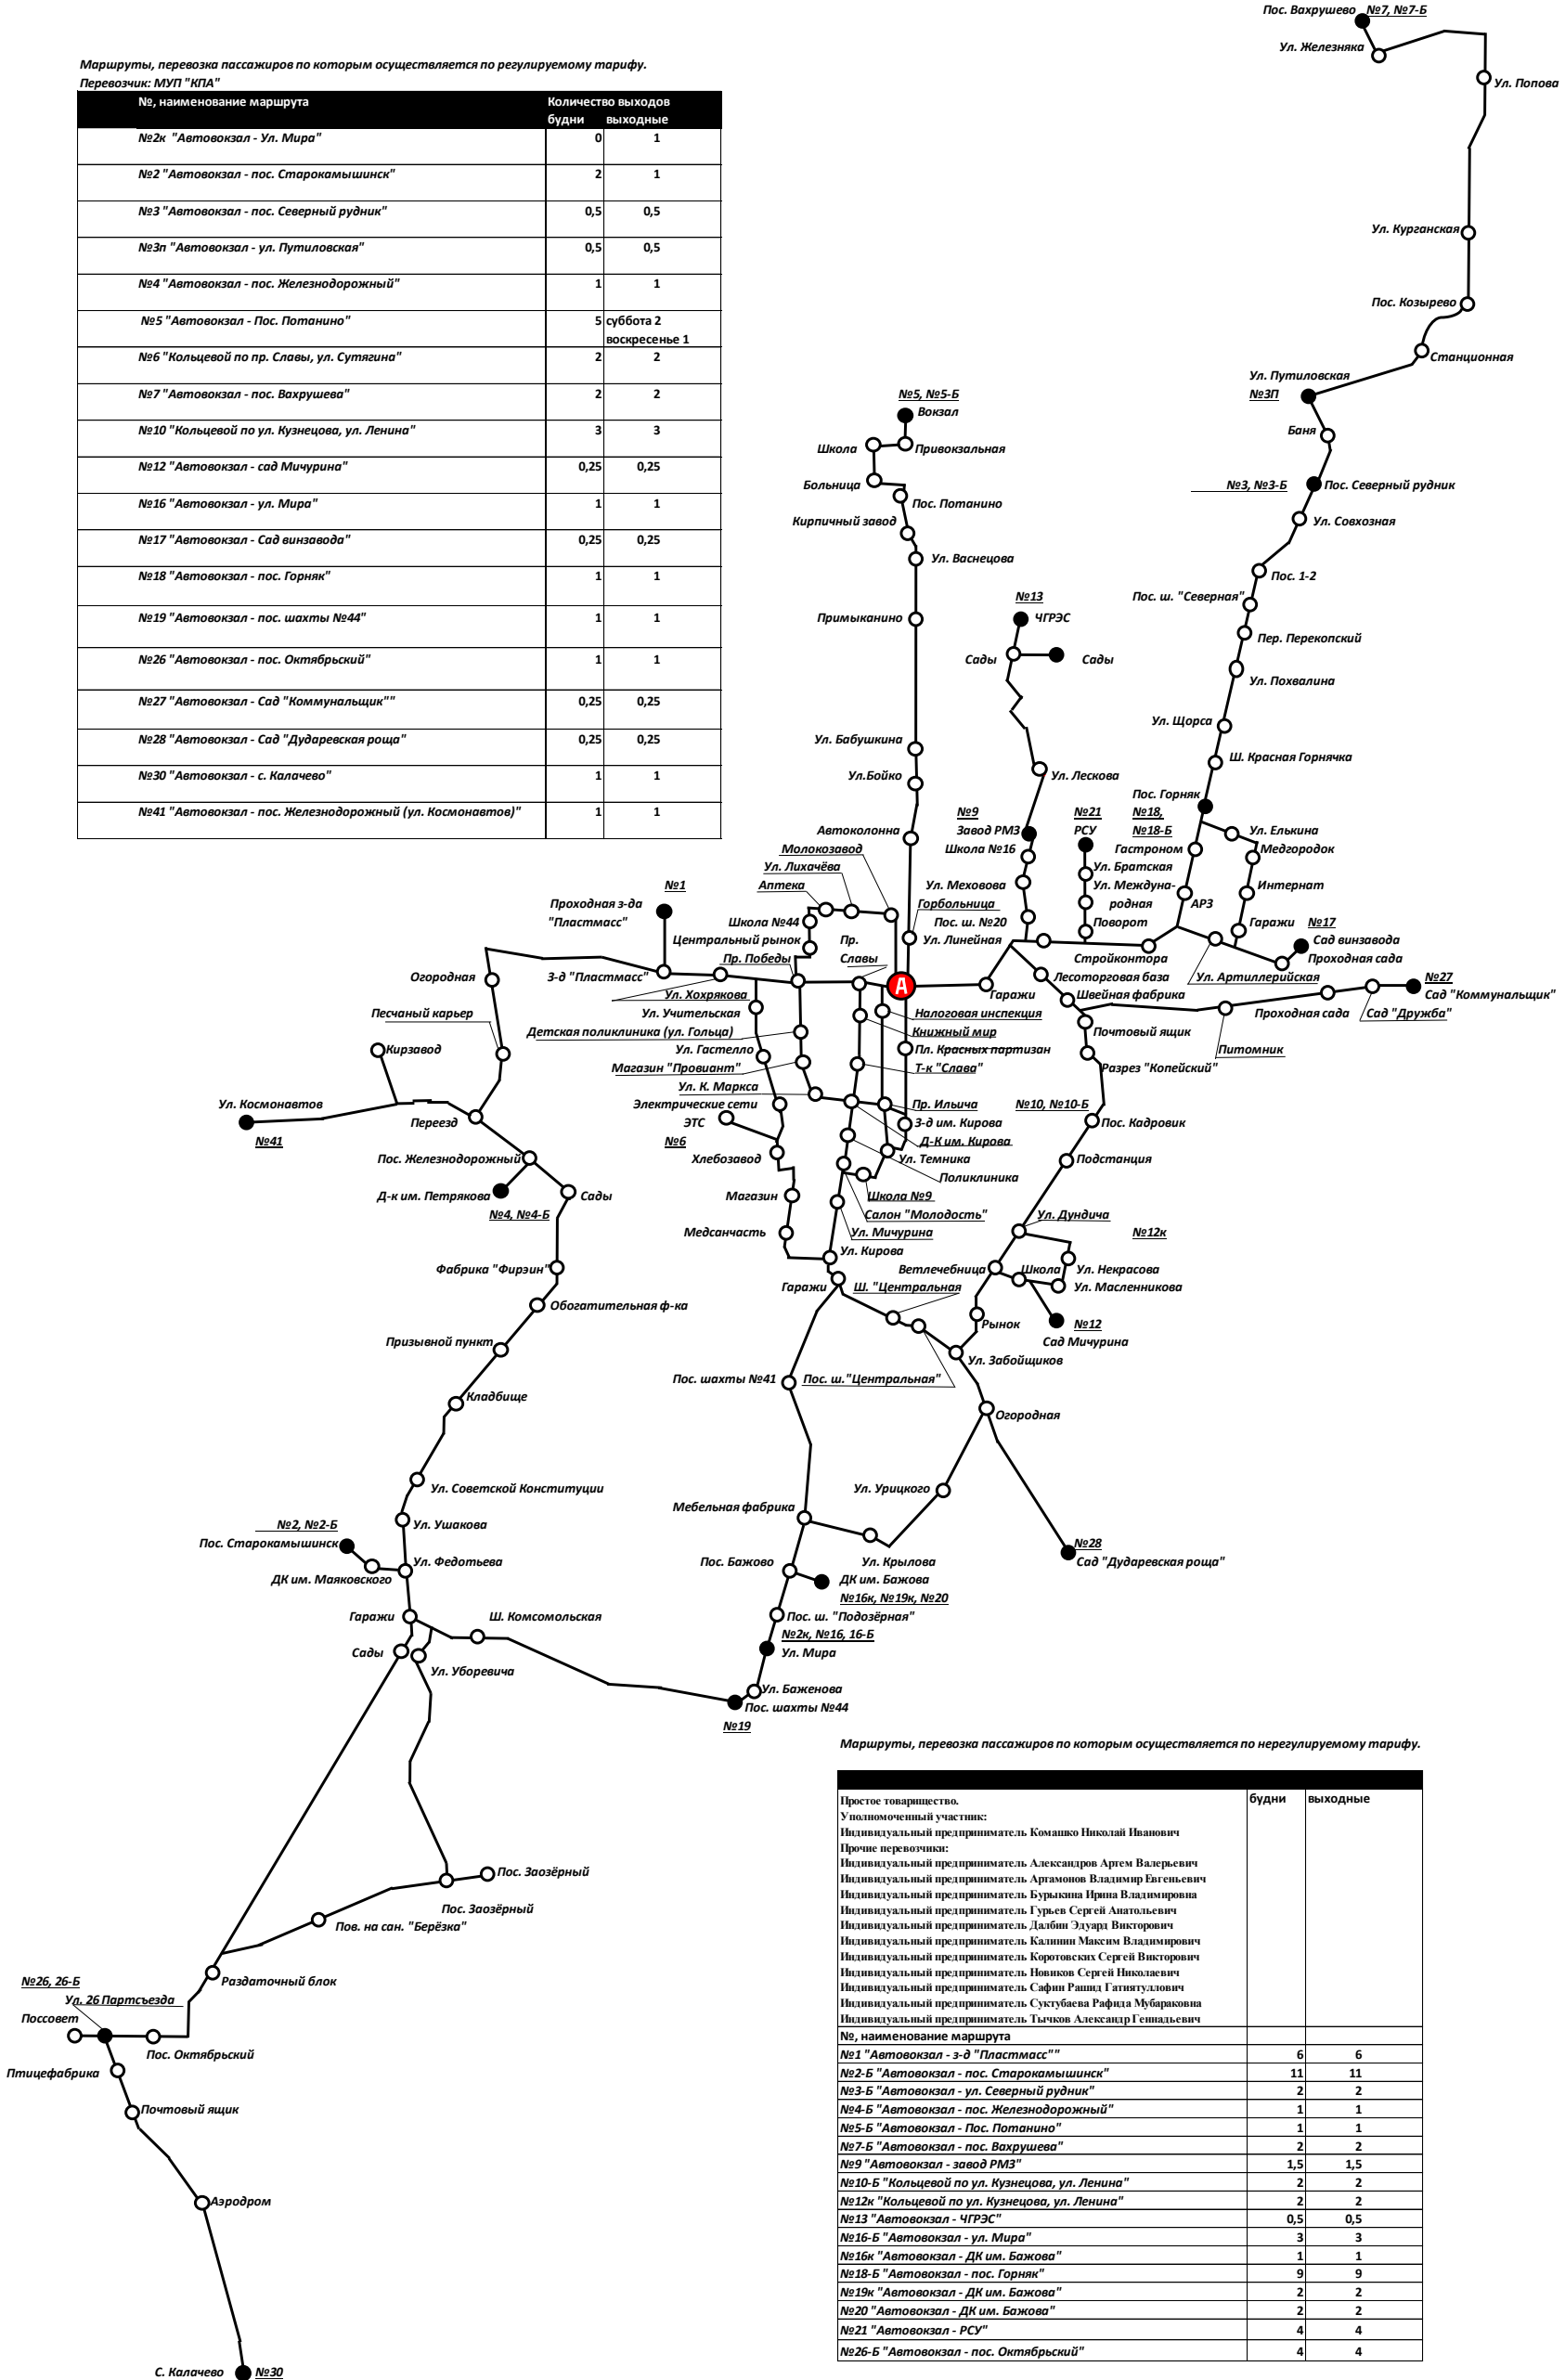 Пос. Вахрушево №7, №7-Б
Ул. Железняка
Ул. Попова
Ул. Курганская
Пос. Козырево
Станционная
Маршруты, перевозка пассажиров по которым осуществляется по регулируемому тарифу.
Перевозчик: МУП "КПА"
№, наименование маршрута Количество выходов
будни выходные
№2к "Автовокзал - Ул. Мира" 0 1
№2 "Автовокзал - пос. Старокамышинск" 2 1
№3 "Автовокзал - пос. Северный рудник" 0,5 0,5
№3п "Автовокзал - ул. Путиловская" 0,5 0,5
№4 "Автовокзал - пос. Железнодорожный" 1 1
№5 "Автовокзал - Пос. Потанино" 5 суббота 2
воскресенье 1
№6 "Кольцевой по пр. Славы, ул. Сутягина" 2 2
№7 "Автовокзал - пос. Вахрушева" 2 2
№10 "Кольцевой по ул. Кузнецова, ул. Ленина" 3 3
№12 "Автовокзал - сад Мичурина" 0,25 0,25
№16 "Автовокзал - ул. Мира" 1 1
№17 "Автовокзал - Сад винзавода" 0,25 0,25
№18 "Автовокзал - пос. Горняк" 1 1
№19 "Автовокзал - пос. шахты №44" 1 1
№26 "Автовокзал - пос. Октябрьский" 1 1
№27 "Автовокзал - Сад "Коммунальщик"" 0,25 0,25
№28 "Автовокзал - Сад "Дударевская роща" 0,25 0,25
№30 "Автовокзал - с. Калачево" 1 1
№41 "Автовокзал - пос. Железнодорожный (ул. Космонавтов)" 1 1
Ул. Путиловская
№3П
Баня
№3, №3-Б Пос. Северный рудник
Ул. Совхозная
Пос. 1-2
Пос. ш. "Северная"
Пер. Перекопский
Ул. Похвалина
Ул. Щорса
Ш. Красная Горнячка
Пос. Горняк
№18,
№18-Б
Гастроном
АРЗ
Ул. Елькина
Медгородок
Интернат
Гаражи
№17
Сад винзавода
Проходная сада
Ул. Артиллерийская
Стройконтора
№5, №5-Б
Вокзал
Школа
Привокзальная
Больница
Пос. Потанино
Кирпичный завод
Ул. Васнецова
Примыканино
Ул. Бабушкина
Ул.Бойко
Автоколонна
Молокозавод
Ул. Лихачёва
Аптека
Школа №44
Центральный рынок
Пр. Победы
Пр.
Славы
Горбольница
Ул. Линейная
№13
ЧГРЭС
Сады
Сады
Ул. Лескова
№9
Завод РМЗ
Школа №16
Ул. Меховова
Пос. ш. №20
№21
РСУ
Ул. Братская
Ул. Междуна-
родная
Поворот
А
Гаражи
Лесоторговая база
Швейная фабрика
№27
Сад "Коммунальщик"
Сад "Дружба"
Проходная сада
Питомник
Почтовый ящик
Разрез "Копейский"
№10, №10-Б
Пос. Кадровик
Подстанция
Ул. Дундича
№12к
Ветлечебница
Школа
Ул. Некрасова
Ул. Масленникова
№12
Сад Мичурина
Рынок
Ул. Забойщиков
Огородная
№28
Сад "Дударевская роща"
№1
Проходная з-да
"Пластмасс"
З-д "Пластмасс"
Ул. Хохрякова
Ул. Учительская
Детская поликлиника (ул. Гольца)
Ул. Гастелло
Магазин "Провиант"
Ул. К. Маркса
Электрические сети
ЭТС
№6
Хлебозавод
Магазин
Медсанчасть
Налоговая инспекция
Книжный мир
Пл. Красных партизан
Т-к "Слава"
Пр. Ильича
З-д им. Кирова
Д-К им. Кирова
Ул. Темника
Поликлиника
Школа №9
Салон "Молодость"
Ул. Мичурина
Ул. Кирова
Гаражи
Ш. "Центральная
Пос. ш."Центральная"
Пос. шахты №41
Мебельная фабрика
Ул. Урицкого
Ул. Крылова
Пос. Бажово
ДК им. Бажова
№16к, №19к, №20
Пос. ш. "Подозёрная"
№2к, №16, 16-Б
Ул. Мира
Ул. Баженова
Пос. шахты №44
№19
Огородная
Песчаный карьер
Кирзавод
Ул. Космонавтов
№41
Переезд
Пос. Железнодорожный
Д-к им. Петрякова
№4, №4-Б
Сады
Фабрика "Фирэин"
Обогатительная ф-ка
Призывной пункт
Кладбище
Ул. Советской Конституции
Ул. Ушакова
№2, №2-Б
Пос. Старокамышинск
Ул. Федотьева
ДК им. Маяковского
Гаражи
Ш. Комсомольская
Сады
Ул. Уборевича
Пос. Заозёрный
Пос. Заозёрный
Пов. на сан. "Берёзка"
Раздаточный блок
№26, 26-Б
Ул. 26 Партсъезда
Поссовет
Пос. Октябрьский
Птицефабрика
Почтовый ящик
Аэродром
С. Калачево №30
Маршруты, перевозка пассажиров по которым осуществляется по нерегулируемому тарифу.
Простое товарищество. будни выходные
Уполномоченный участник:
Индивидуальный предприниматель Комашко Николай Иванович
Прочие перевозчики:
Индивидуальный предприниматель Александров Артем Валерьевич
Индивидуальный предприниматель Артамонов Владимир Евгеньевич
Индивидуальный предприниматель Бурыкина Ирина Владимировна
Индивидуальный предприниматель Гурьев Сергей Анатольевич
Индивидуальный предприниматель Далбин Эдуард Викторович
Индивидуальный предприниматель Калинин Максим Владимирович
Индивидуальный предприниматель Коротовских Сергей Викторович
Индивидуальный предприниматель Новиков Сергей Николаевич
Индивидуальный предприниматель Сафин Рашид Гатиятуллович
Индивидуальный предприниматель Суктубаева Рафида Мубараковна
Индивидуальный предприниматель Тычков Александр Геннадьевич
№, наименование маршрута
№1 "Автовокзал - з-д "Пластмасс"" 6 6
№2-Б "Автовокзал - пос. Старокамышинск" 11 11
№3-Б "Автовокзал - ул. Северный рудник" 2 2
№4-Б "Автовокзал - пос. Железнодорожный" 1 1
№5-Б "Автовокзал - Пос. Потанино" 1 1
№7-Б "Автовокзал - пос. Вахрушева" 2 2
№9 "Автовокзал - завод РМЗ" 1,5 1,5
№10-Б "Кольцевой по ул. Кузнецова, ул. Ленина" 2 2
№12к "Кольцевой по ул. Кузнецова, ул. Ленина" 2 2
№13 "Автовокзал - ЧГРЭС" 0,5 0,5
№16-Б "Автовокзал - ул. Мира" 3 3
№16к "Автовокзал - ДК им. Бажова" 1 1
№18-Б "Автовокзал - пос. Горняк" 9 9
№19к "Автовокзал - ДК им. Бажова" 2 2
№20 "Автовокзал - ДК им. Бажова" 2 2
№21 "Автовокзал - РСУ" 4 4
№26-Б "Автовокзал - пос. Октябрьский" 4 4